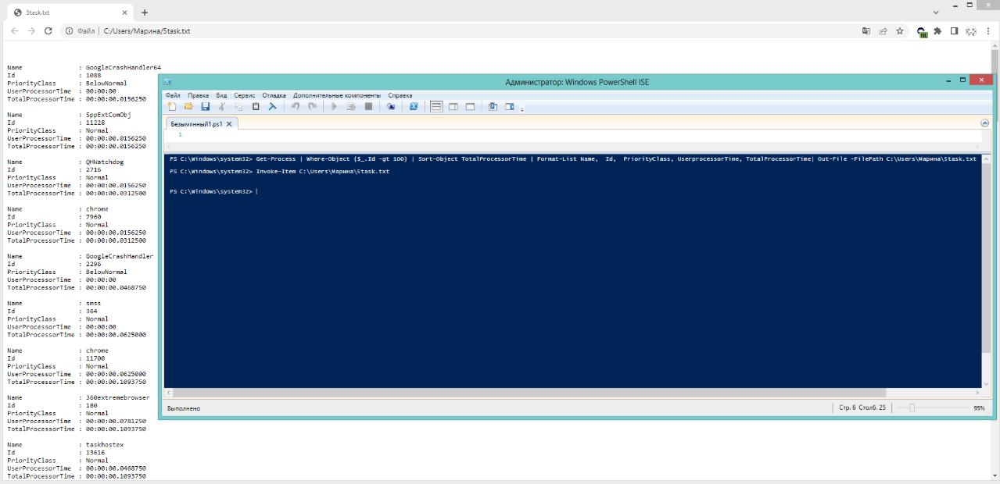 5task.txt
Файл
C:/Users/Марина/5task.txt
NL
Name : GoogleCrashHandler64
Id : 1088
PriorityClass : BelowNormal
UserProcessorTime : 00:00:00
TotalProcessorTime : 00:00:00.0156250
Name : SppExtComObj
Id : 11228
PriorityClass : Normal
UserProcessorTime : 00:00:00.0156250
TotalProcessorTime : 00:00:00.0156250
Name : QHWatchdog
Id : 2716
PriorityClass : Normal
UserProcessorTime : 00:00:00.0156250
TotalProcessorTime : 00:00:00.0312500
Name : chrome
Id : 7960
PriorityClass : Normal
UserProcessorTime : 00:00:00.0156250
TotalProcessorTime : 00:00:00.0312500
Name : GoogleCrashHandler
Id : 2296
PriorityClass : BelowNormal
UserProcessorTime : 00:00:00
TotalProcessorTime : 00:00:00.0468750
Name : smss
Id : 364
PriorityClass : Normal
UserProcessorTime : 00:00:00
TotalProcessorTime : 00:00:00.0625000
Name : chrome
Id : 11700
PriorityClass : Normal
UserProcessorTime : 00:00:00.0625000
TotalProcessorTime : 00:00:00.1093750
Name : 360extremebrowser
Id : 180
PriorityClass : Normal
UserProcessorTime : 00:00:00.0781250
TotalProcessorTime : 00:00:00.1093750
Name : taskhostex
Id : 13616
PriorityClass : Normal
UserProcessorTime : 00:00:00.0468750
TotalProcessorTime : 00:00:00.1093750
Администратор: Windows PowerShell ISE
Файл Правка Вид Сервис Отладка Дополнительные компоненты Справка
Безымянный1.ps1
1
PS C:\Windows\system32> Get-Process | Where-Object {$_.Id -gt 100} | Sort-Object TotalProcessorTime | Format-List Name, Id, PriorityClass, UserprocessorTime, TotalProcessorTime| Out-File -FilePath C:\Users\Марина\5task.txt
PS C:\Windows\system32> Invoke-Item C:\Users\Марина\5task.txt
PS C:\Windows\system32>
Выполнено
Стр. 6 Столб. 25
95%